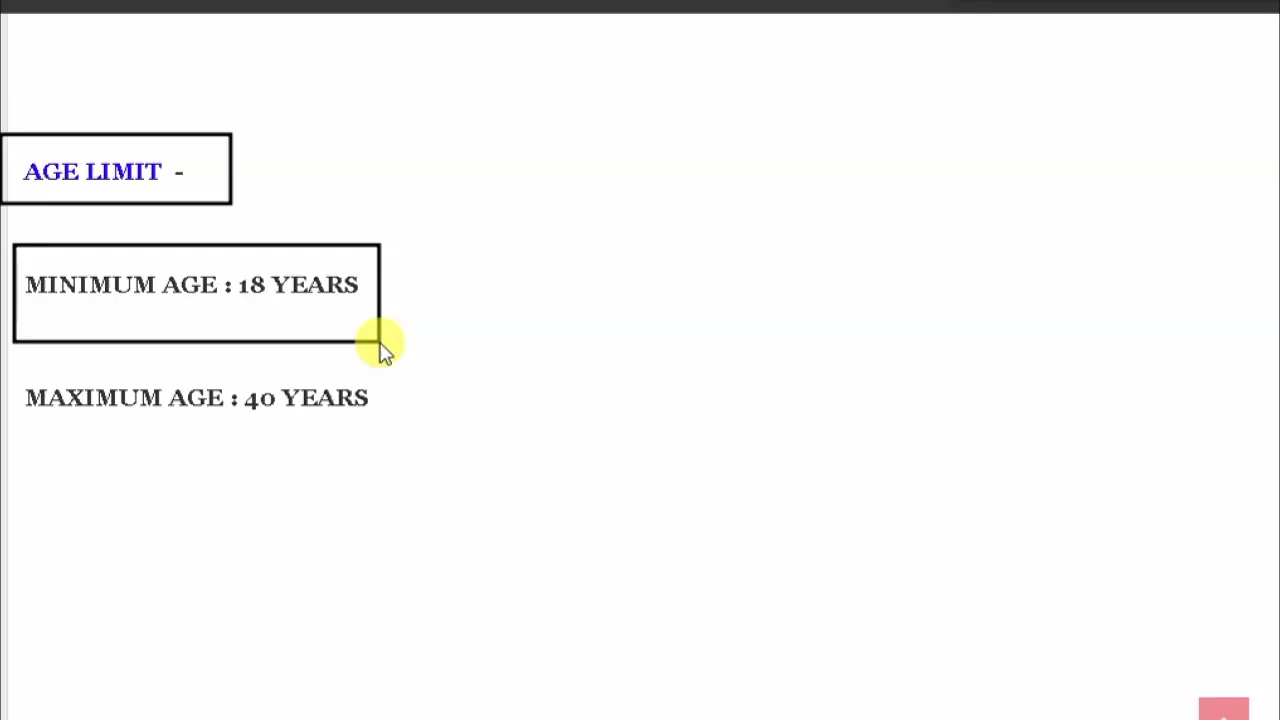 AGE LIMIT -
MINIMUM AGE : 18 YEARS
MAXIMUM AGE : 40 YEARS